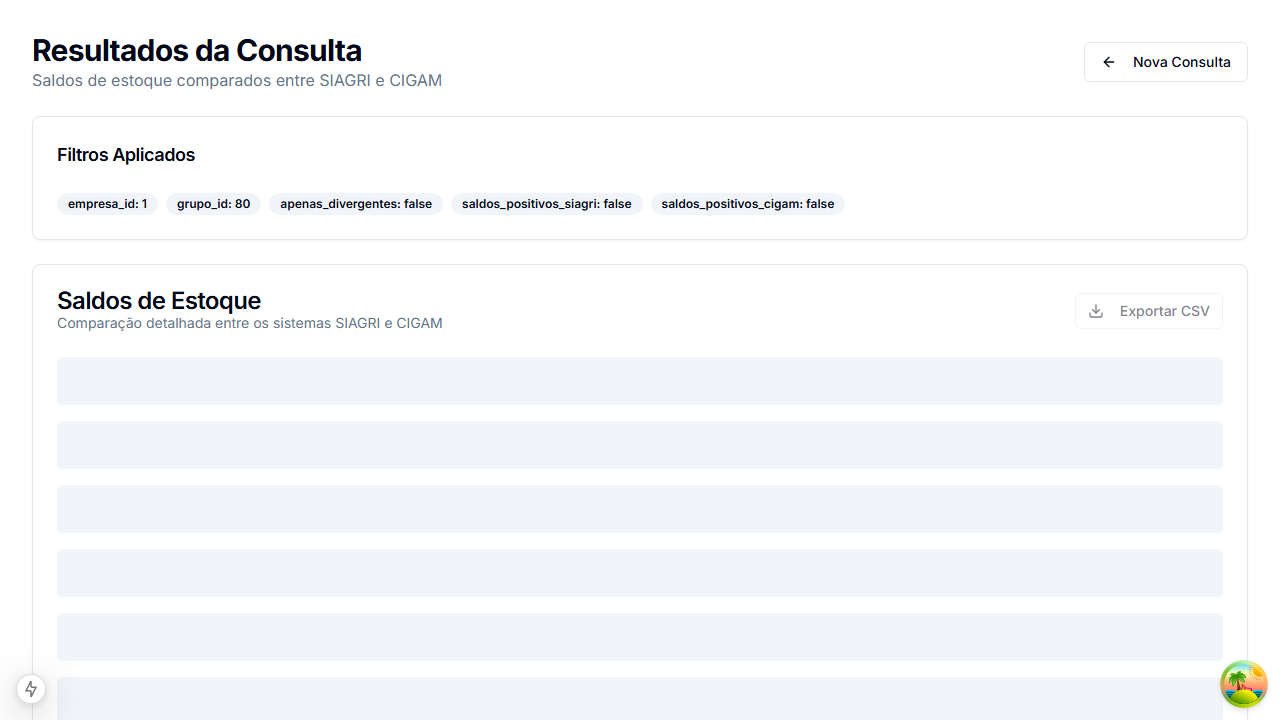 Resultados da Consulta
Saldos de estoque comparados entre SIAGRI e CIGAM
Nova Consulta
Filtros Aplicados
empresa_id: 1
grupo_id: 80
apenas_divergentes: false
saldos_positivos_siagri: false
saldos_positivos_cigam: false
Saldos de Estoque
Comparação detalhada entre os sistemas SIAGRI e CIGAM
Exportar CSV